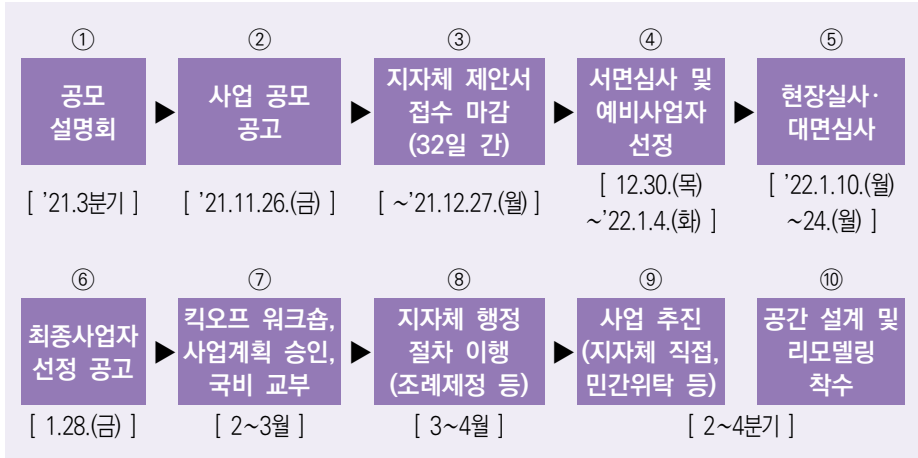 ① ② ③ ④ ⑤
공모
설명회
▶
사업 공모
공고
▶
지자체 제안서
접수 마감
(32일 간)
▶
서면심사 및
예비사업자
선정
▶
현장실사·
대면심사
[ ’21.3분기 ]
[ ’21.11.26.(금) ]
[ ~’21.12.27.(월) ]
[ 12.30.(목)
~’22.1.4.(화) ]
[ ’22.1.10.(월)
~24.(월) ]
⑥ ⑦ ⑧ ⑨ ⑩
최종사업자
선정 공고
▶
킥오프 워크숍,
사업계획 승인,
국비 교부
▶
지자체 행정
절차 이행
(조례제정 등)
▶
사업 추진
(지자체 직접,
민간위탁 등)
공간 설계 및
리모델링
착수
[ 1.28.(금) ]
[ 2~3월 ]
[ 3~4월 ]
[ 2~4분기 ]